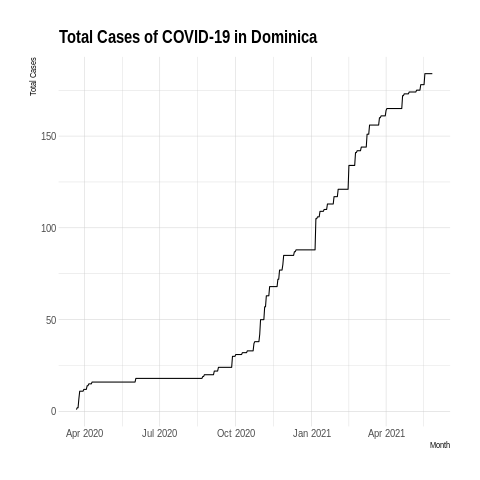 Total Cases of COVID-19 in Dominica
Total Cases
150
100
50
0
Apr 2020 Jul 2020 Oct 2020 Jan 2021 Apr 2021
Month